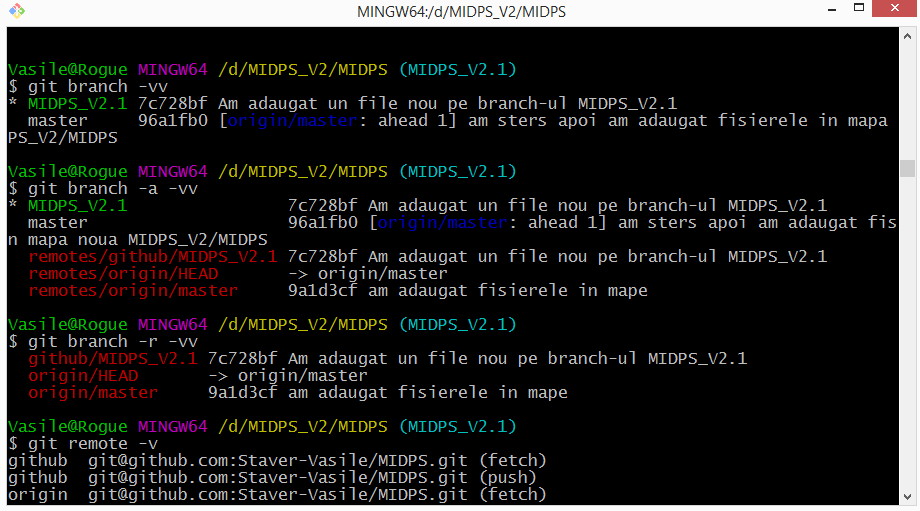 MINGW64:/d/MIDPS_V2/MIDPS
Vasile@Rogue MINGW64 /d/MIDPS_V2/MIDPS (MIDPS_V2.1)
$ git branch -vv
* MIDPS_V2.1 7c728bf Am adaugat un file nou pe branch-ul MIDPS_V2.1
  master     96a1fb0 [origin/master: ahead 1] am sters apoi am adaugat fisierele in mapa
PS_V2/MIDPS
Vasile@Rogue MINGW64 /d/MIDPS_V2/MIDPS (MIDPS_V2.1)
$ git branch -a -vv
* MIDPS_V2.1                7c728bf Am adaugat un file nou pe branch-ul MIDPS_V2.1
  master                    96a1fb0 [origin/master: ahead 1] am sters apoi am adaugat fis
n mapa noua MIDPS_V2/MIDPS
  remotes/github/MIDPS_V2.1 7c728bf Am adaugat un file nou pe branch-ul MIDPS_V2.1
  remotes/origin/HEAD       -> origin/master
  remotes/origin/master     9a1d3cf am adaugat fisierele in mape
Vasile@Rogue MINGW64 /d/MIDPS_V2/MIDPS (MIDPS_V2.1)
$ git branch -r -vv
  github/MIDPS_V2.1 7c728bf Am adaugat un file nou pe branch-ul MIDPS_V2.1
  origin/HEAD       -> origin/master
  origin/master     9a1d3cf am adaugat fisierele in mape
Vasile@Rogue MINGW64 /d/MIDPS_V2/MIDPS (MIDPS_V2.1)
$ git remote -v
github  git@github.com:Staver-Vasile/MIDPS.git (fetch)
github  git@github.com:Staver-Vasile/MIDPS.git (push)
origin  git@github.com:Staver-Vasile/MIDPS.git (fetch)